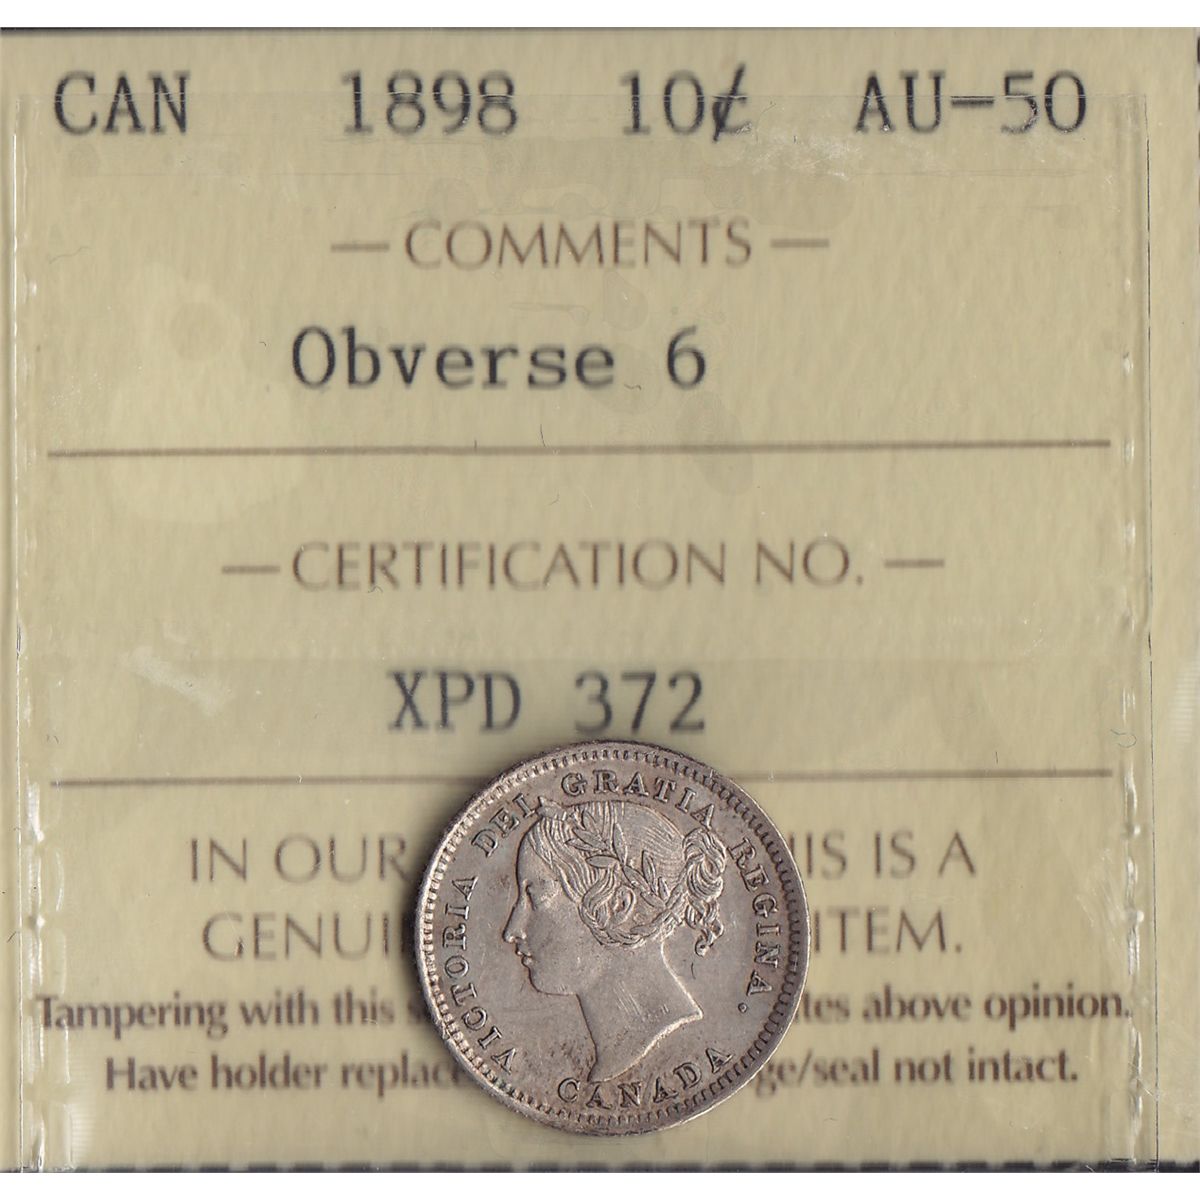 CAN 1898 10¢ AU-50
— COMMENTS —
Obverse 6
— CERTIFICATION NO. —
XPD 372
IN OUR IS IS A
GENUI ITEM.
Tampering with this s tes above opinion.
Have holder replac ge/seal not intact.
VICTORIA DEI GRATIA REGINA.
CANADA